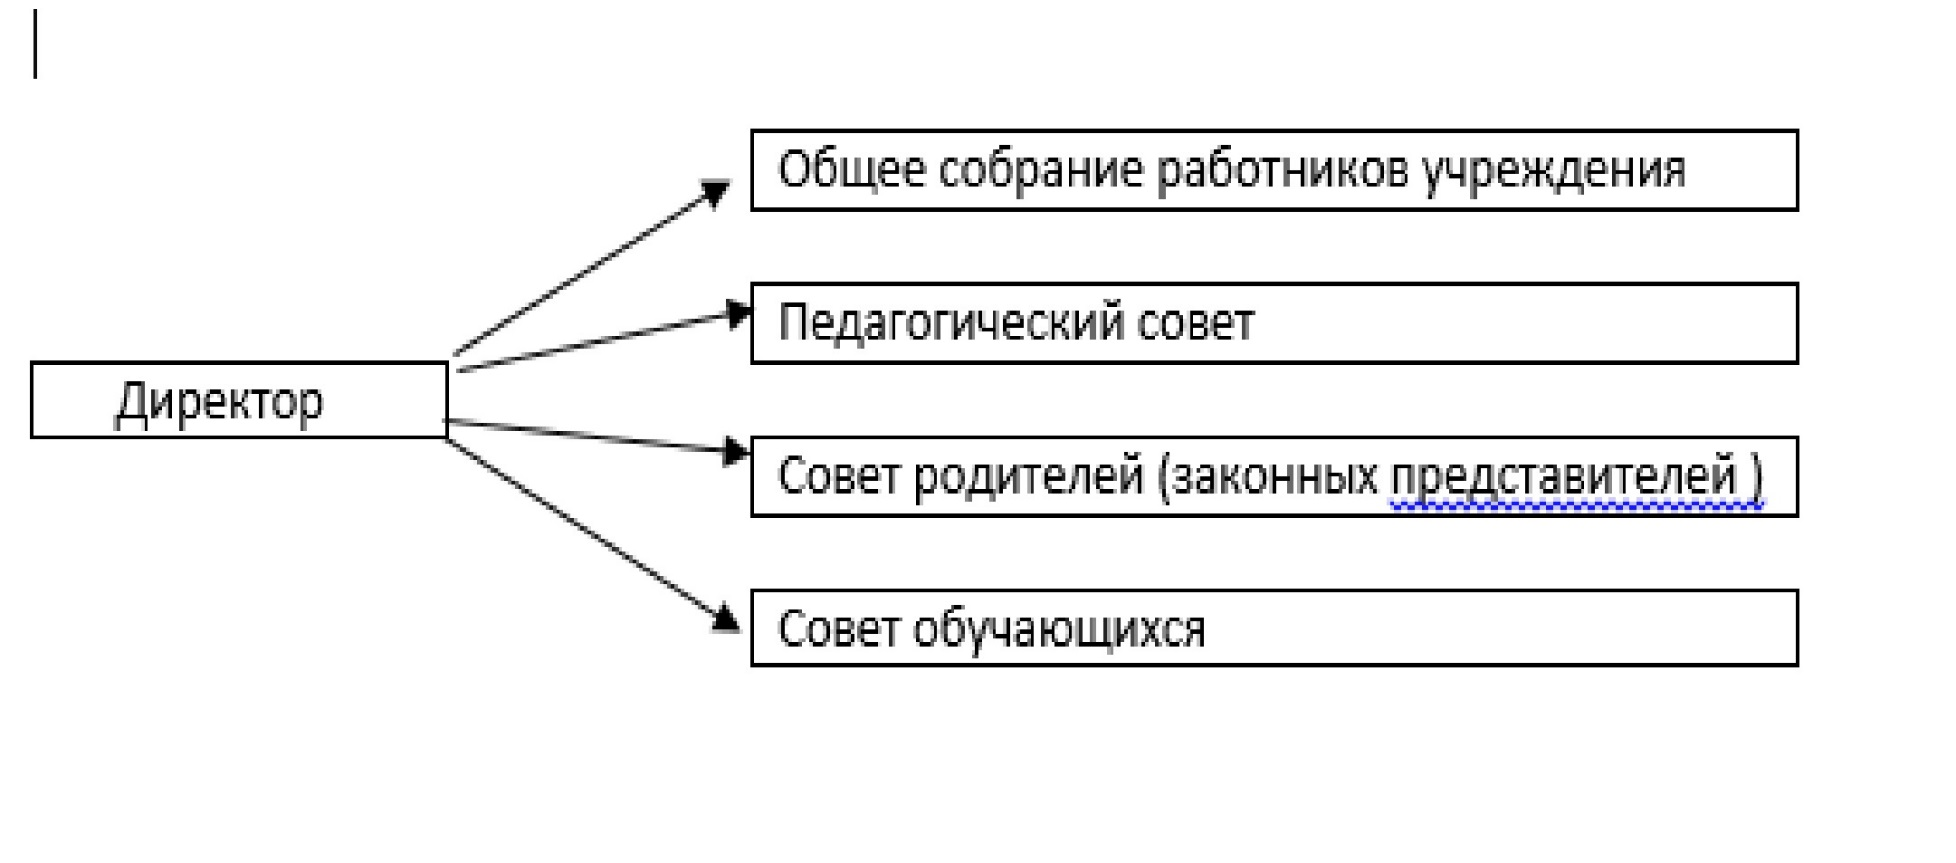 Общее собрание работников учреждения
Педагогический совет
Директор
Совет родителей (законных представителей )
Совет обучающихся